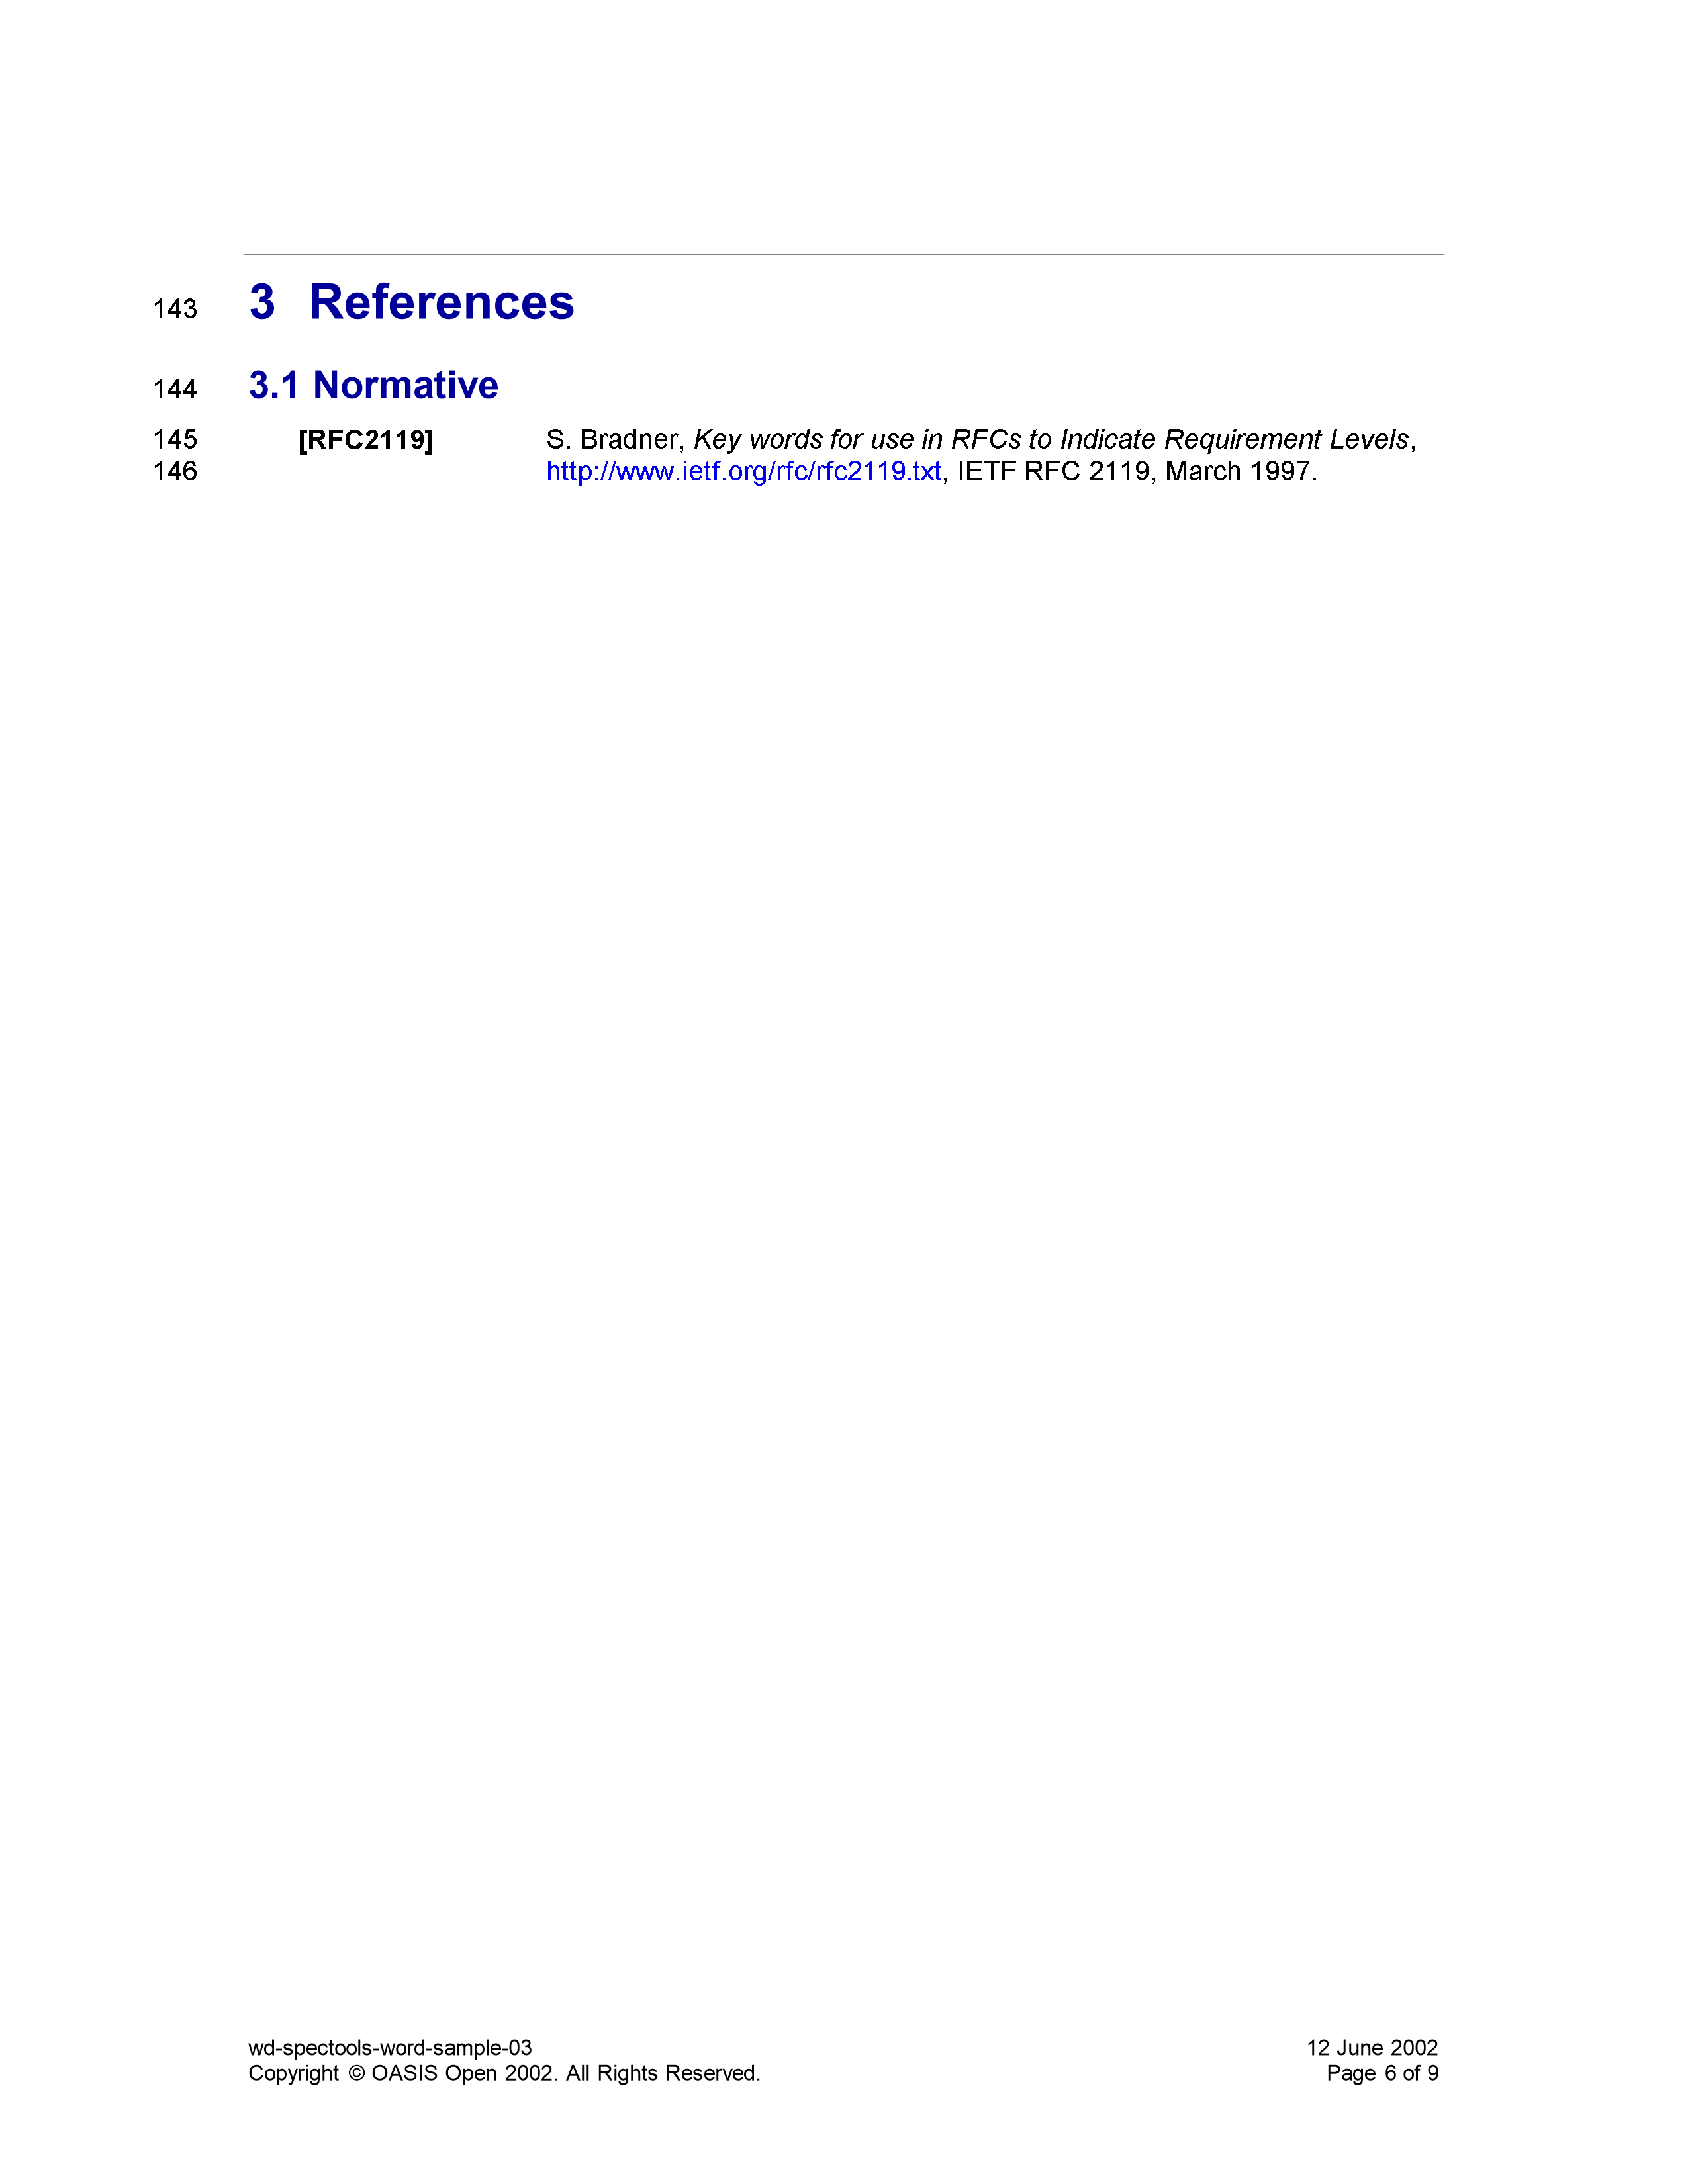 143 3 References
144 3.1 Normative
145 [RFC2119] S. Bradner, Key words for use in RFCs to Indicate Requirement Levels,
146 http://www.ietf.org/rfc/rfc2119.txt, IETF RFC 2119, March 1997.
wd-spectools-word-sample-03 12 June 2002
Copyright © OASIS Open 2002. All Rights Reserved. Page 6 of 9